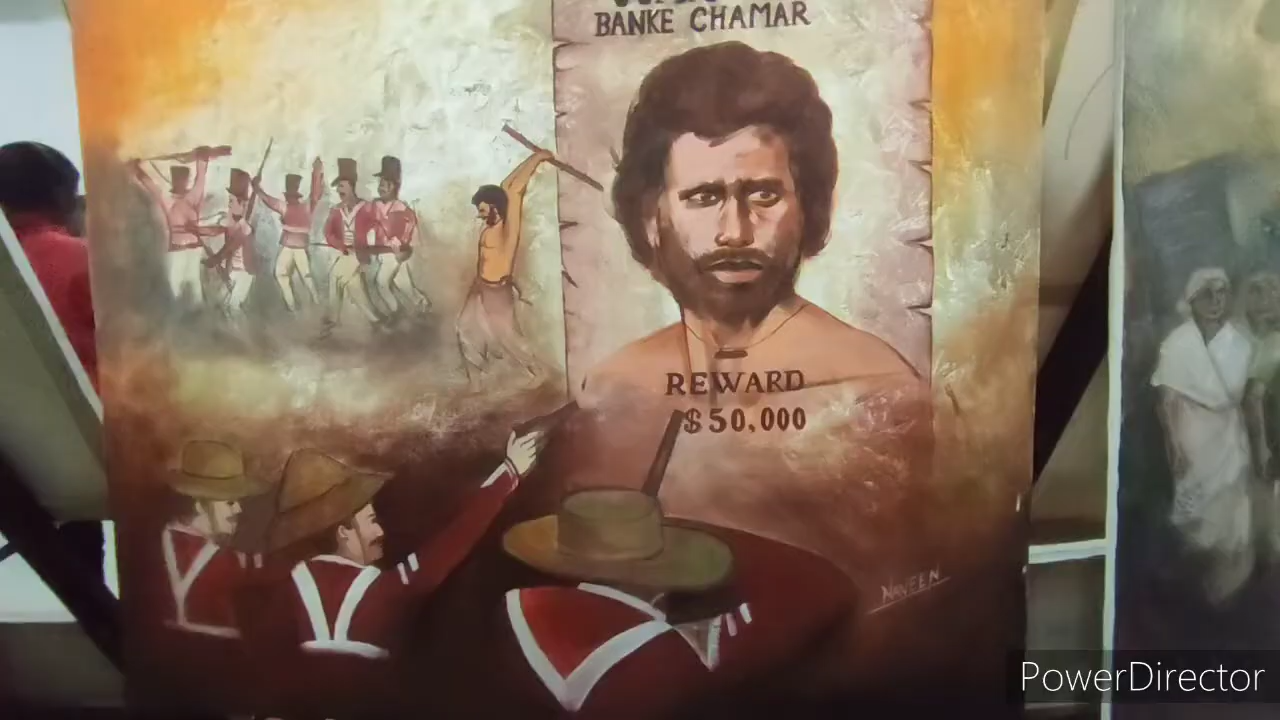 BANKE CHAMAR
REWARD
$50,000
NAVEEN
PowerDirector